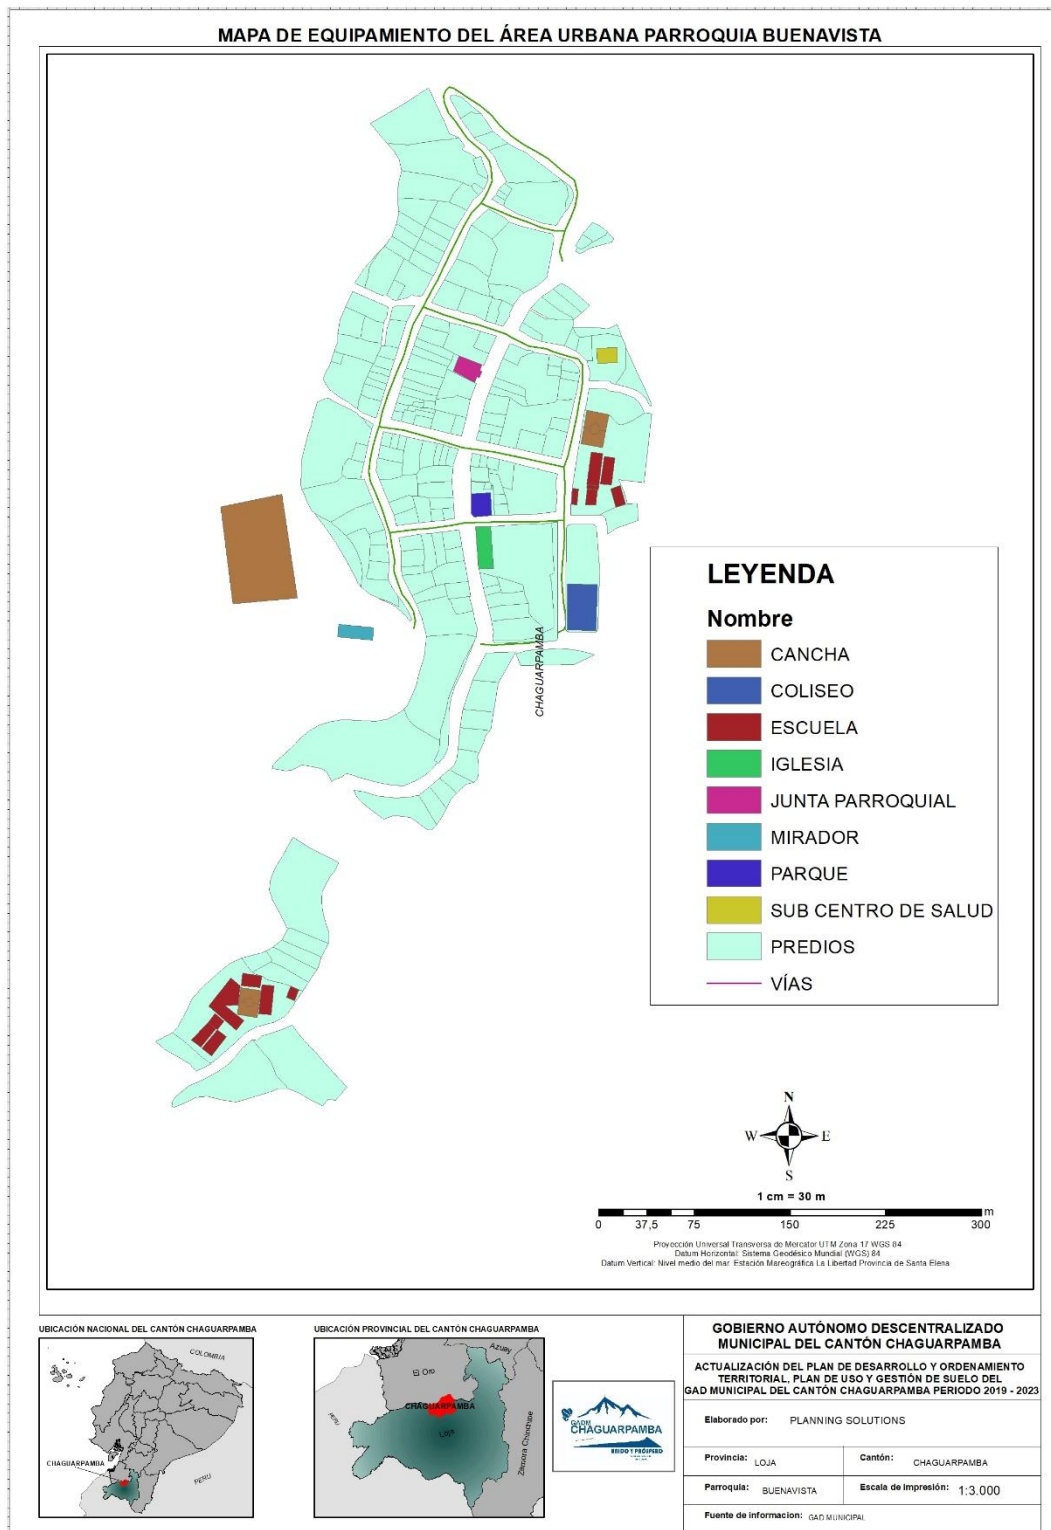 MAPA DE EQUIPAMIENTO DEL ÁREA URBANA PARROQUIA BUENAVISTA
CHAGUARPAMBA
LEYENDA
Nombre
CANCHA
COLISEO
ESCUELA
IGLESIA
JUNTA PARROQUIAL
MIRADOR
PARQUE
SUB CENTRO DE SALUD
PREDIOS
VÍAS
N
W E
S
1 cm = 30 m
m
0 37,5 75 150 225 300
Proyección Universal Transversa de Mercator UTM Zona 17 WGS 84
Datum Horizontal: Sistema Geodésico Mundial (WGS) 84
Datum Vertical: Nivel medio del mar. Estación Mareográfica La Libertad Provincia de Santa Elena
UBICACIÓN NACIONAL DEL CANTÓN CHAGUARPAMBA
COLOMBIA
CHAGUARPAMBA
PERU
UBICACIÓN PROVINCIAL DEL CANTÓN CHAGUARPAMBA
Azuay
El Oro
CHAGUARPAMBA
PERU
Loja
Zamora Chinchipe
GADM
CHAGUARPAMBA
UNIDO Y PRÓSPERO
GOBIERNO AUTÓNOMO DESCENTRALIZADO
MUNICIPAL DEL CANTÓN CHAGUARPAMBA
ACTUALIZACIÓN DEL PLAN DE DESARROLLO Y ORDENAMIENTO
TERRITORIAL, PLAN DE USO Y GESTIÓN DE SUELO DEL
GAD MUNICIPAL DEL CANTÓN CHAGUARPAMBA PERIODO 2019 - 2023
Elaborado por: PLANNING SOLUTIONS
Provincia: LOJA Cantón: CHAGUARPAMBA
Parroquia: BUENAVISTA Escala de Impresión: 1:3.000
Fuente de informacion: GAD MUNICIPAL